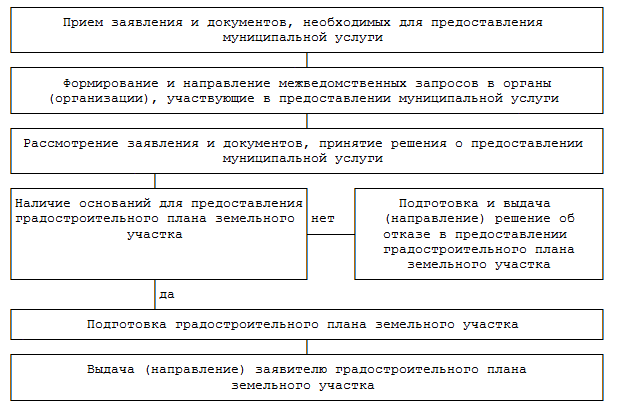 Прием заявления и документов, необходимых для предоставления
муниципальной услуги
Формирование и направление межведомственных запросов в органы
(организации), участвующие в предоставлении муниципальной услуги
Рассмотрение заявления и документов, принятие решения о предоставлении
муниципальной услуги
Наличие оснований для предоставления
градостроительного плана земельного
участка
нет
Подготовка и выдача
(направление) решение об
отказе в предоставлении
градостроительного плана
земельного участка
да
Подготовка градостроительного плана земельного участка
Выдача (направление) заявителю градостроительного плана
земельного участка